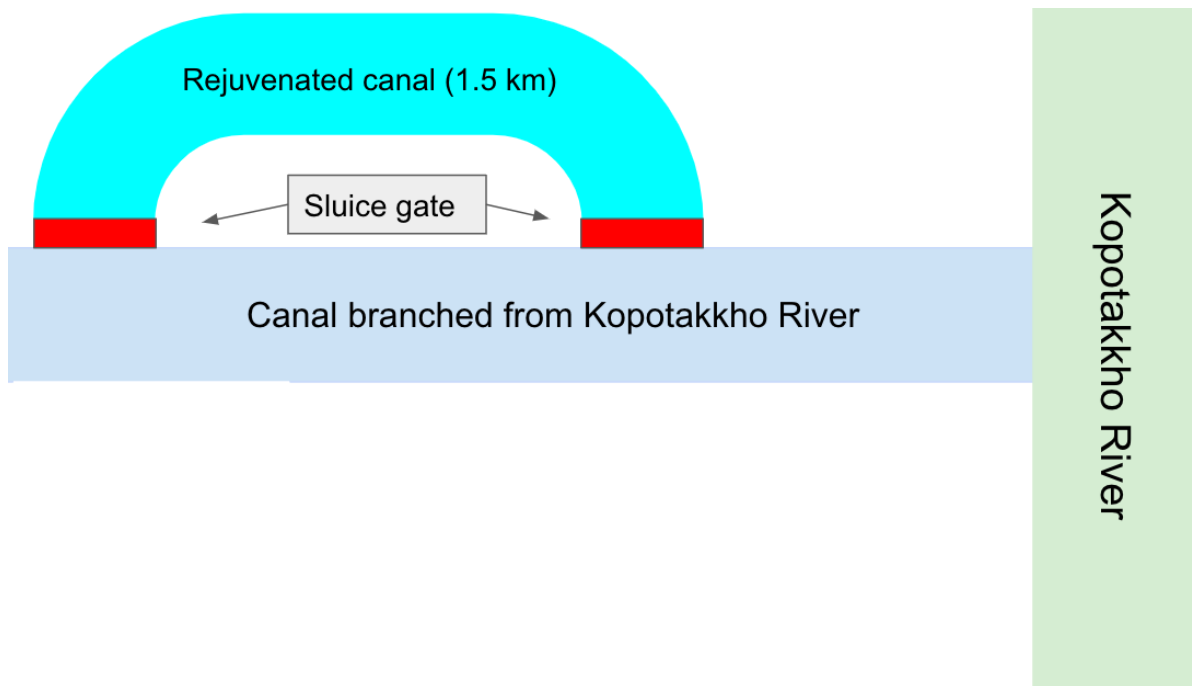 Rejuvenated canal (1.5 km)
Sluice gate
Canal branched from Kopotakkho River
Kopotakkho River